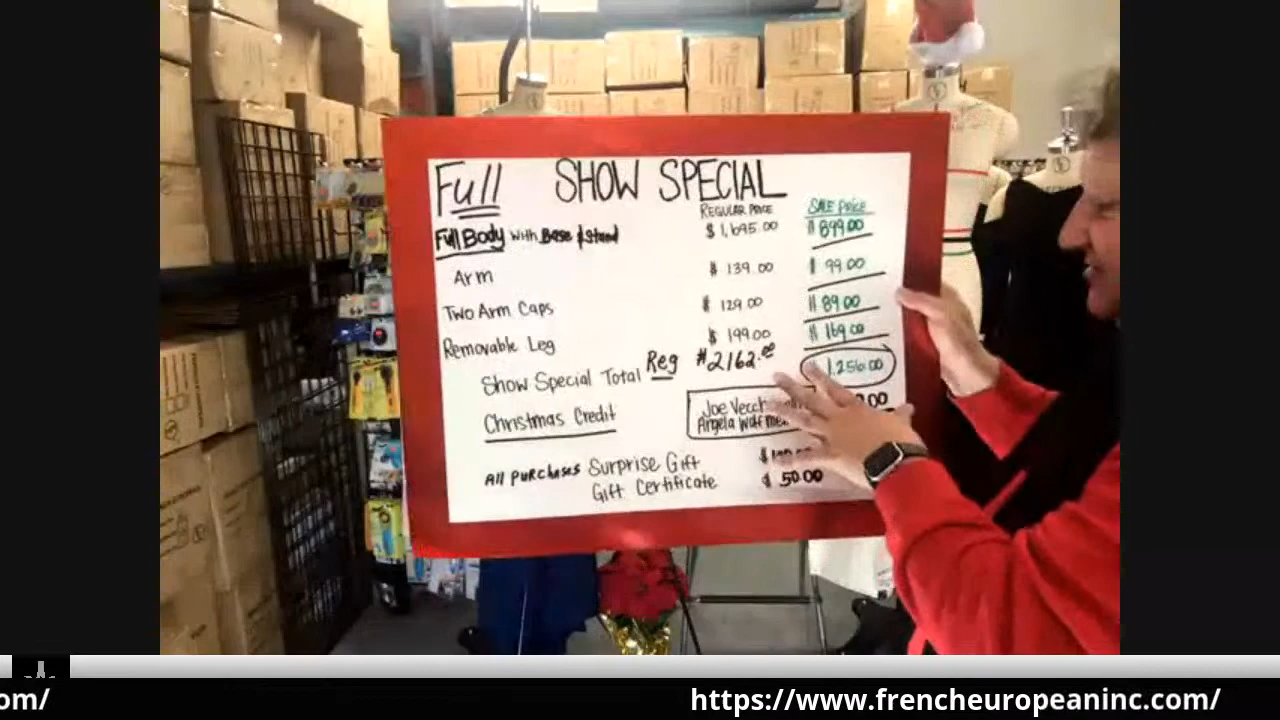 Full SHOW SPECIAL
REGULAR PRICE SALE PRICE
Full Body with Base & Stand $1,695.00 $899.00
Arm $139.00 $99.00
Two Arm Caps $129.00 $89.00
Removable Leg $199.00 $169.00
Show Special Total Reg $2162.00 1,256.00
Christmas Credit Joe
Angela
All PURCHASES Surprise Gift
Gift Certificate $50.00
om/ https://www.frencheuropeaninc.com/